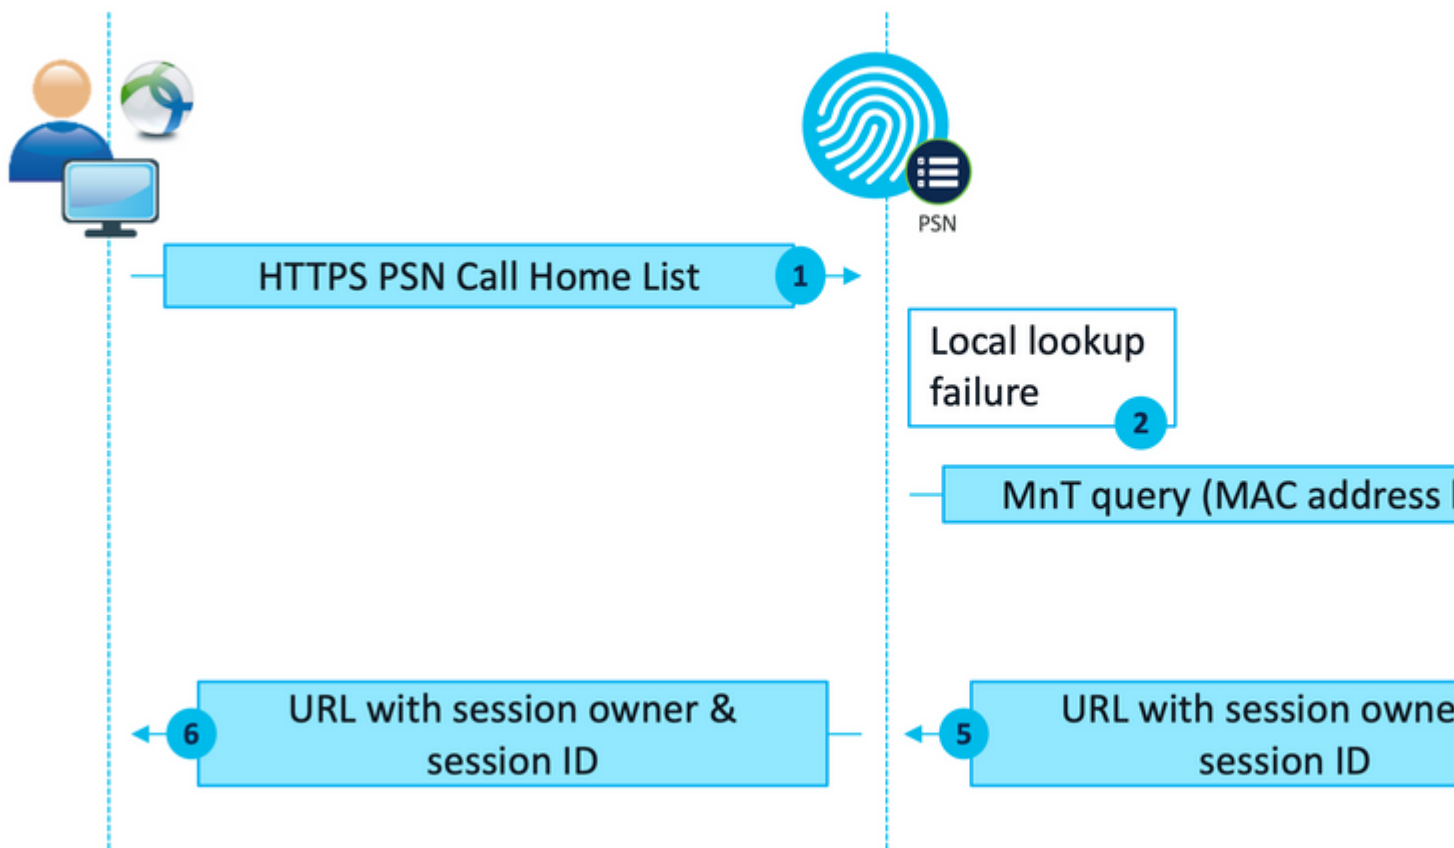 PSN
HTTPS PSN Call Home List
1
Local lookup
failure
2
MnT query (MAC address
URL with session owner &
session ID
6
URL with session owne
session ID
5